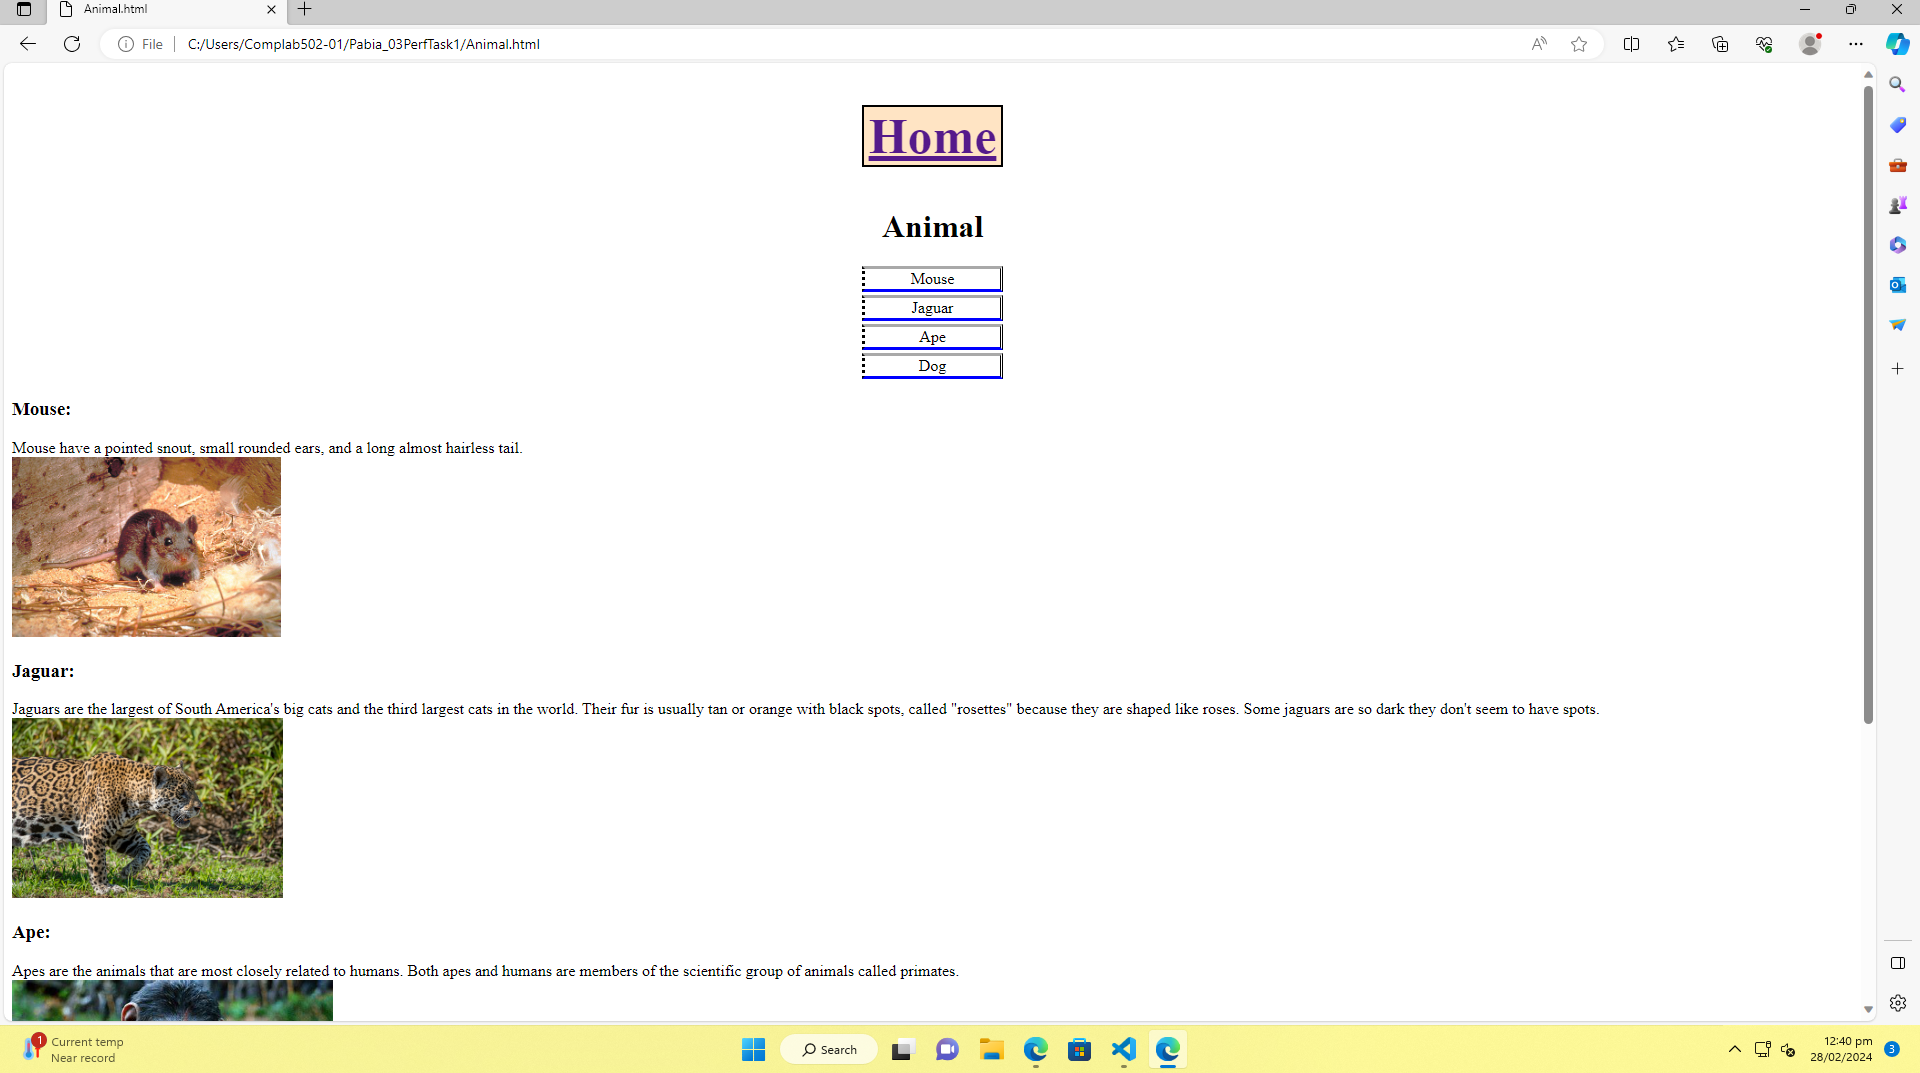 Animal.html
File
C:/Users/Complab502-01/Pabia_03PerfTask1/Animal.html
Home
Animal
Mouse
Jaguar
Ape
Dog
Mouse:
Mouse have a pointed snout, small rounded ears, and a long almost hairless tail.
Jaguar:
Jaguars are the largest of South America's big cats and the third largest cats in the world. Their fur is usually tan or orange with black spots, called "rosettes" because they are shaped like roses. Some jaguars are so dark they don't seem to have spots.
Ape:
Apes are the animals that are most closely related to humans. Both apes and humans are members of the scientific group of animals called primates.
1
Current temp
Near record
Search
12:40 pm
28/02/2024
3